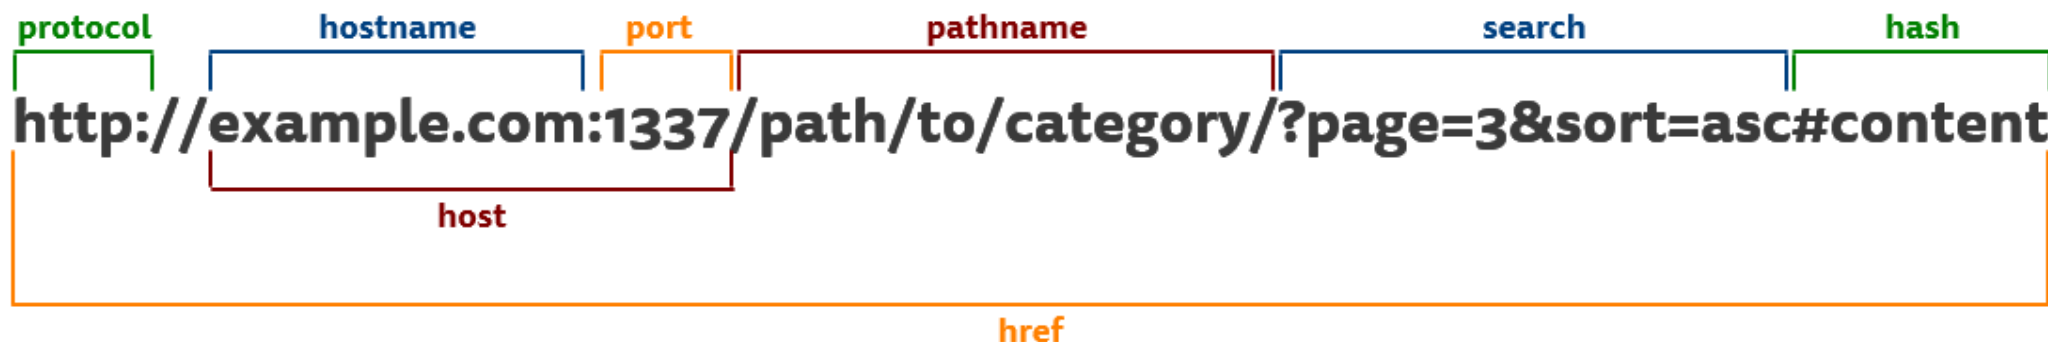 protocol hostname port pathname search hash
http://example.com:1337/path/to/category/?page=3&sort=asc#content
host
href